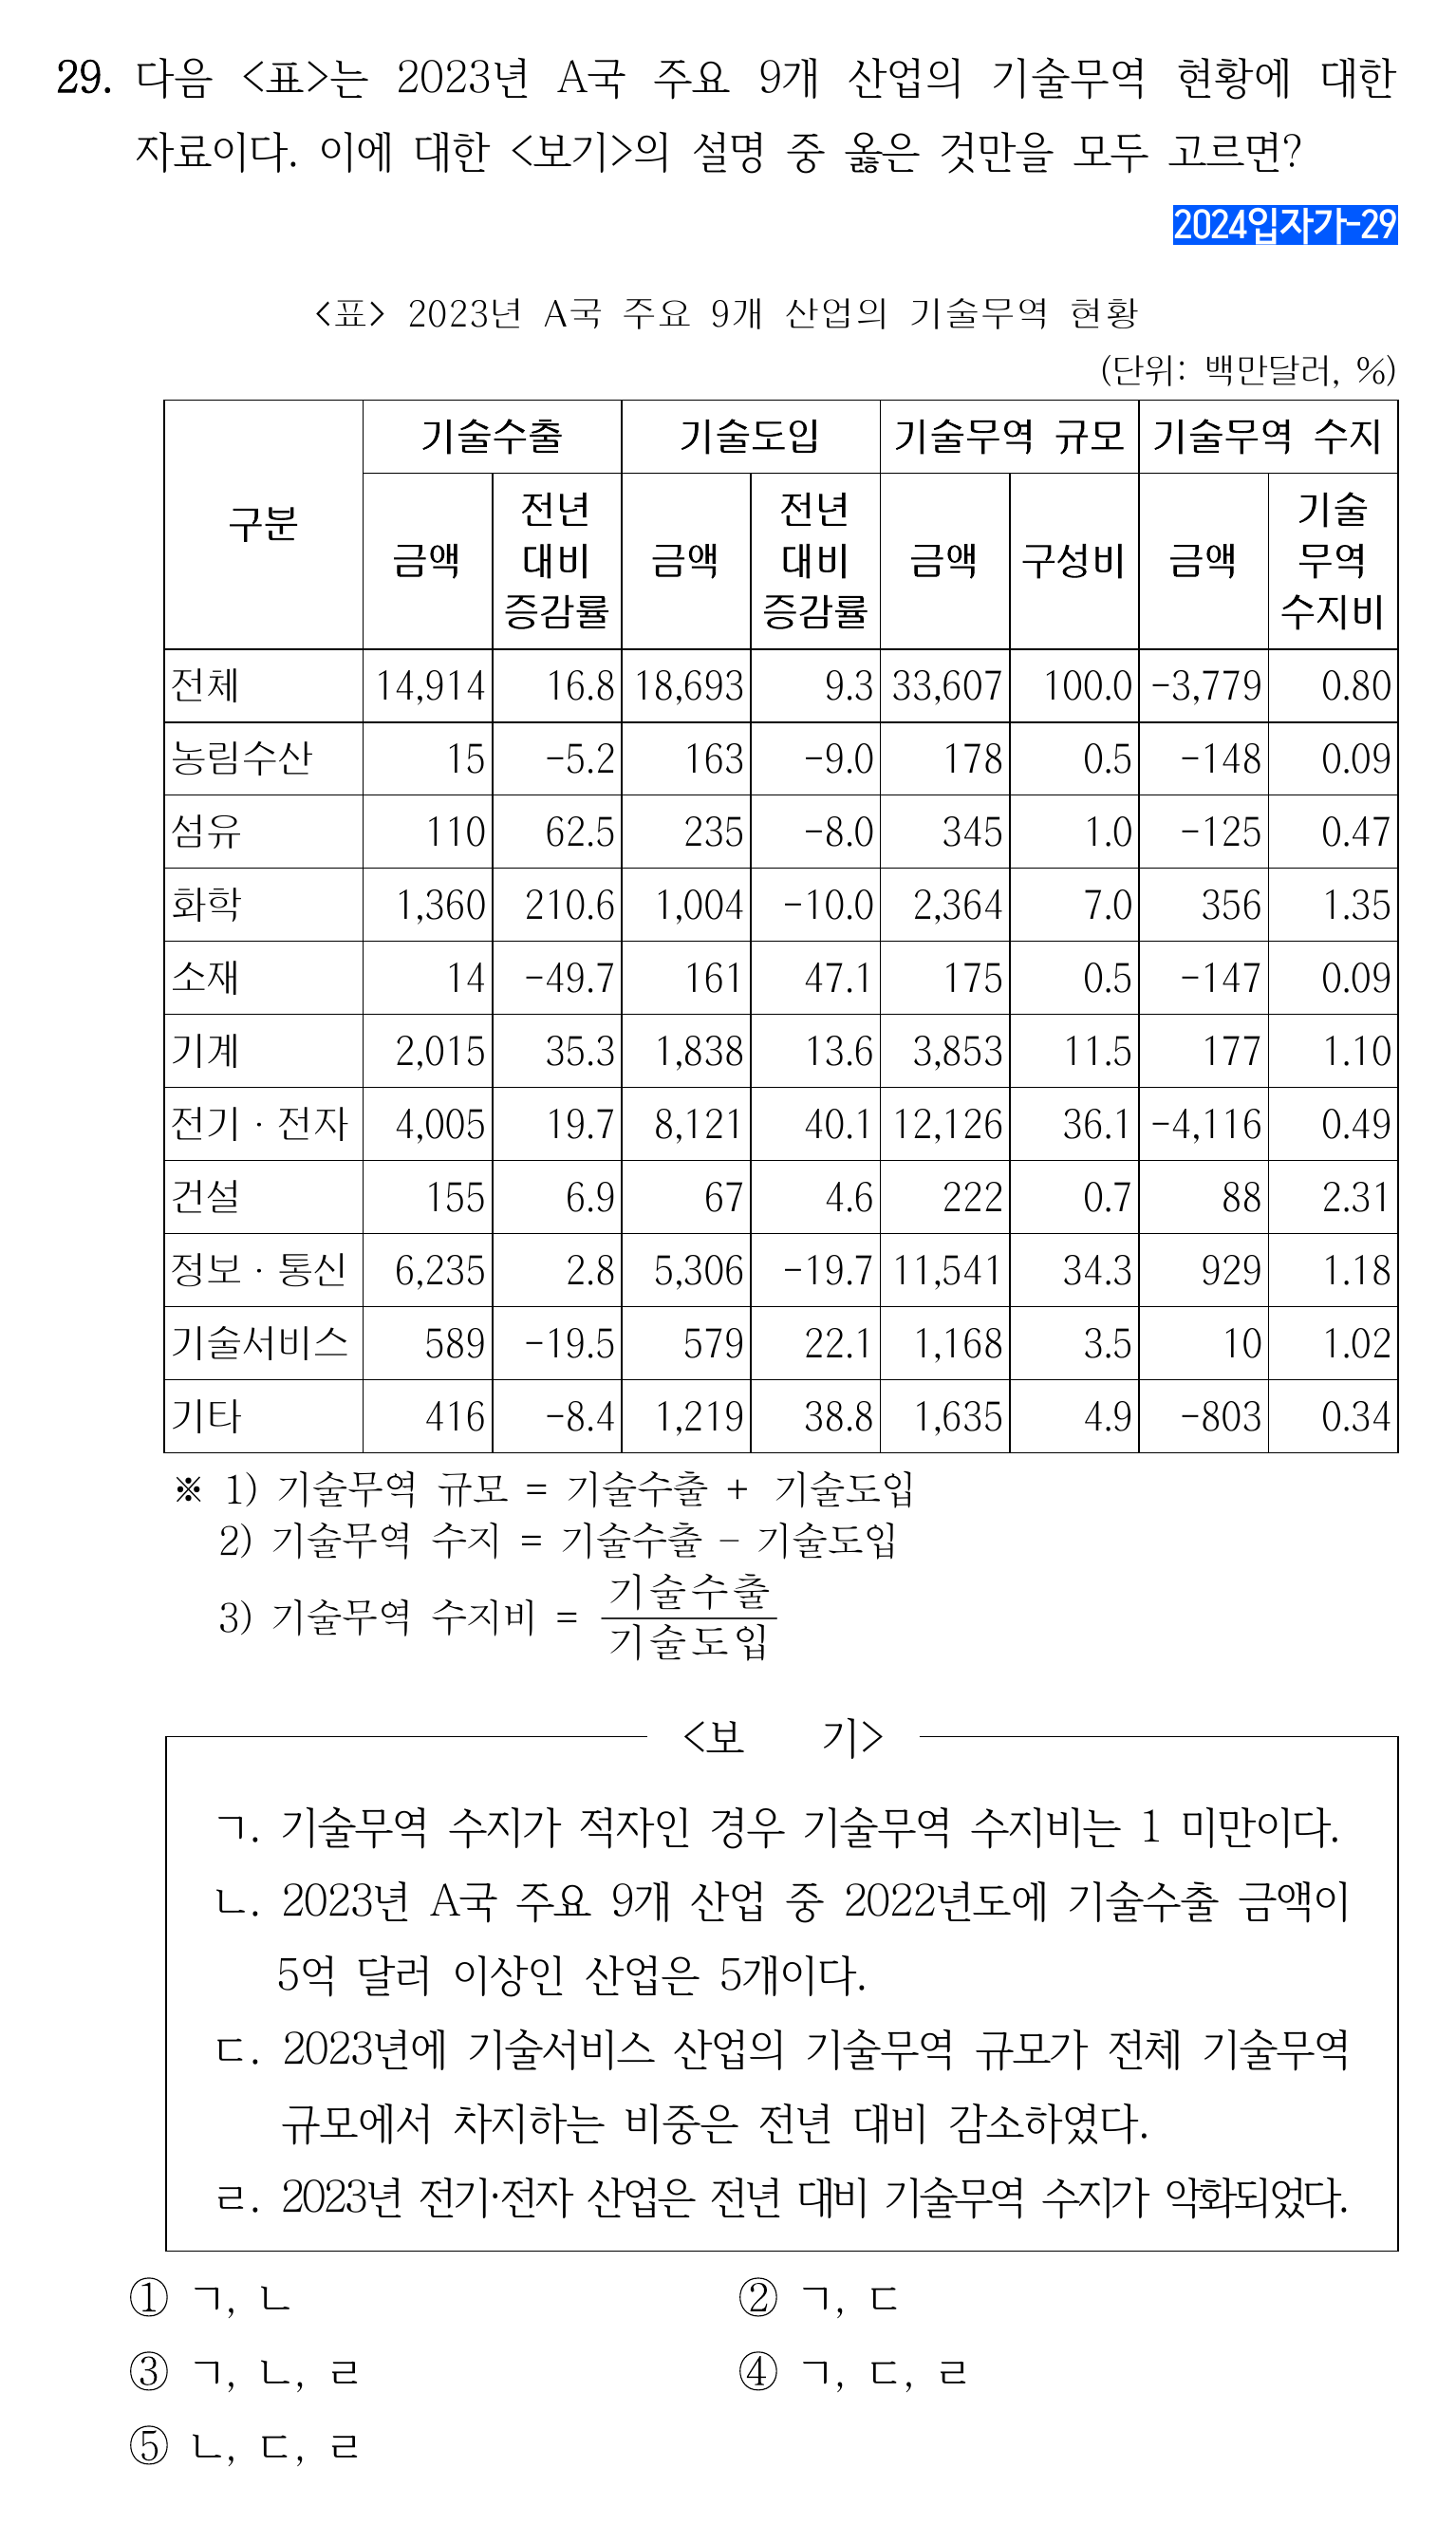 29. 다음 <표>는 2023년 A국 주요 9개 산업의 기술무역 현황에 대한
자료이다. 이에 대한 <보기>의 설명 중 옳은 것만을 모두 고르면?
2024입자가-29
<표> 2023년 A국 주요 9개 산업의 기술무역 현황
(단위: 백만달러, %)
구분 기술수출 기술도입 기술무역 규모 기술무역 수지
금액 전년 대비 증감률 금액 전년 대비 증감률 금액 구성비 금액 기술 무역 수지비
전체 14,914 16.8 18,693 9.3 33,607 100.0 -3,779 0.80
농림수산 15 -5.2 163 -9.0 178 0.5 -148 0.09
섬유 110 62.5 235 -8.0 345 1.0 -125 0.47
화학 1,360 210.6 1,004 -10.0 2,364 7.0 356 1.35
소재 14 -49.7 161 47.1 175 0.5 -147 0.09
기계 2,015 35.3 1,838 13.6 3,853 11.5 177 1.10
전기·전자 4,005 19.7 8,121 40.1 12,126 36.1 -4,116 0.49
건설 155 6.9 67 4.6 222 0.7 88 2.31
정보·통신 6,235 2.8 5,306 -19.7 11,541 34.3 929 1.18
기술서비스 589 -19.5 579 22.1 1,168 3.5 10 1.02
기타 416 -8.4 1,219 38.8 1,635 4.9 -803 0.34
※ 1) 기술무역 규모 = 기술수출 + 기술도입
2) 기술무역 수지 = 기술수출 - 기술도입
3) 기술무역 수지비 = 기술수출
기술도입
<보 기>
ㄱ. 기술무역 수지가 적자인 경우 기술무역 수지비는 1 미만이다.
ㄴ. 2023년 A국 주요 9개 산업 중 2022년도에 기술수출 금액이
5억 달러 이상인 산업은 5개이다.
ㄷ. 2023년에 기술서비스 산업의 기술무역 규모가 전체 기술무역
규모에서 차지하는 비중은 전년 대비 감소하였다.
ㄹ. 2023년 전기·전자 산업은 전년 대비 기술무역 수지가 악화되었다.
① ㄱ, ㄴ
② ㄱ, ㄷ
③ ㄱ, ㄴ, ㄹ
④ ㄱ, ㄷ, ㄹ
⑤ ㄴ, ㄷ, ㄹ